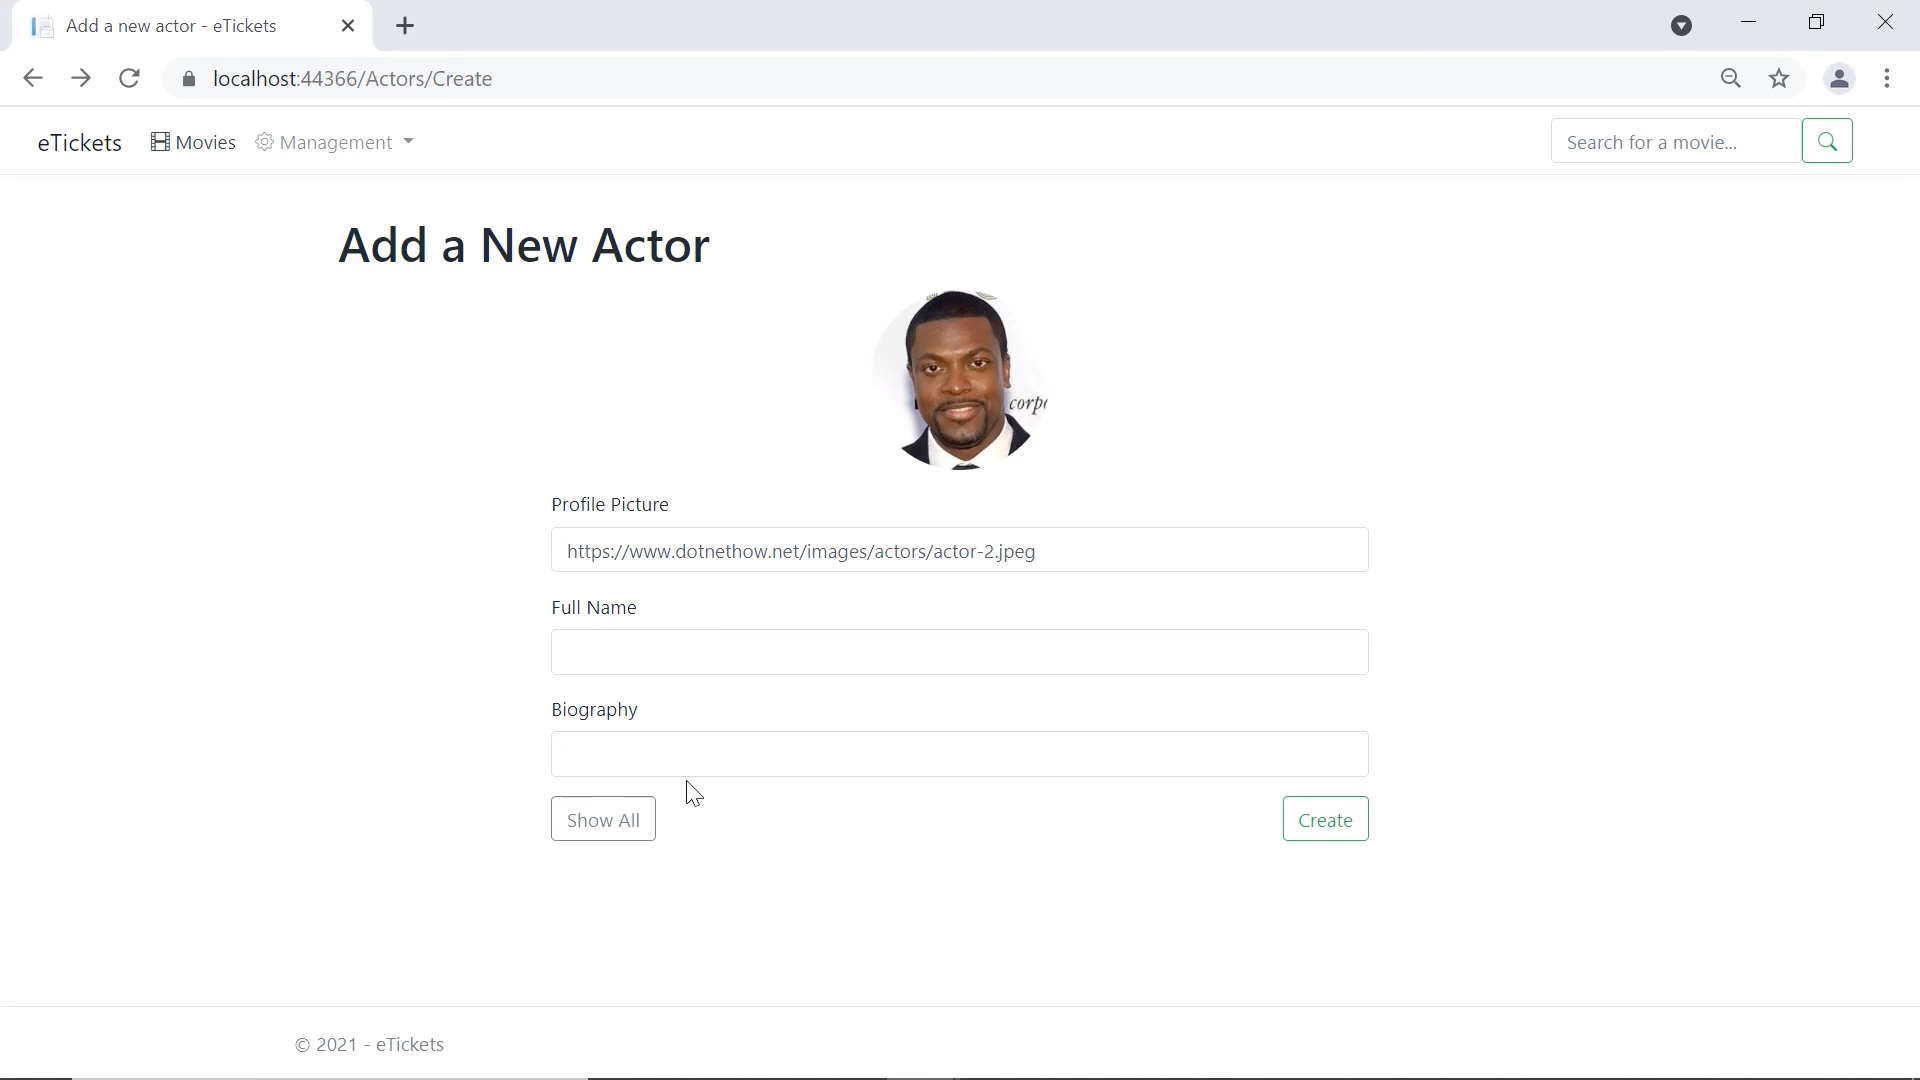 Add a new actor - eTickets
localhost:44366/Actors/Create
eTickets Movies Management Search for a movie...
Add a New Actor
corp
Profile Picture
https://www.dotnethow.net/images/actors/actor-2.jpeg
Full Name
Biography
Show All Create
© 2021 - eTickets